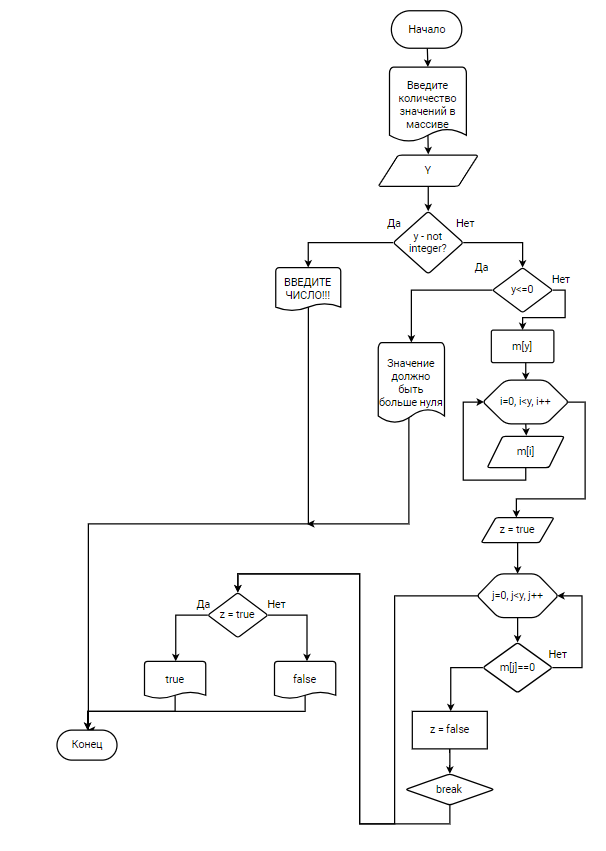 Начало
Введите
количество
значений в
массиве
Y
Да
Нет
y - not
integer?
ВВЕДИТЕ
ЧИСЛО!!!
Да
Нет
y<=0
Значение
должно
быть
больше нуля
m[y]
i=0, i<y, i++
m[i]
z = true
j=0, j<y, j++
Нет
m[j]==0
z = false
break
Да
Нет
z = true
true
false
Конец